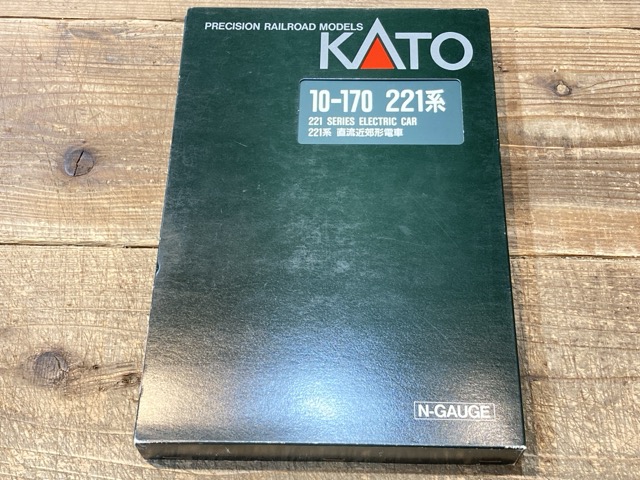 PRECISION RAILROAD MODELS
KATO
10-170 221系
221 SERIES ELECTRIC CAR
221系 直流近郊形電車
N-GAUGE